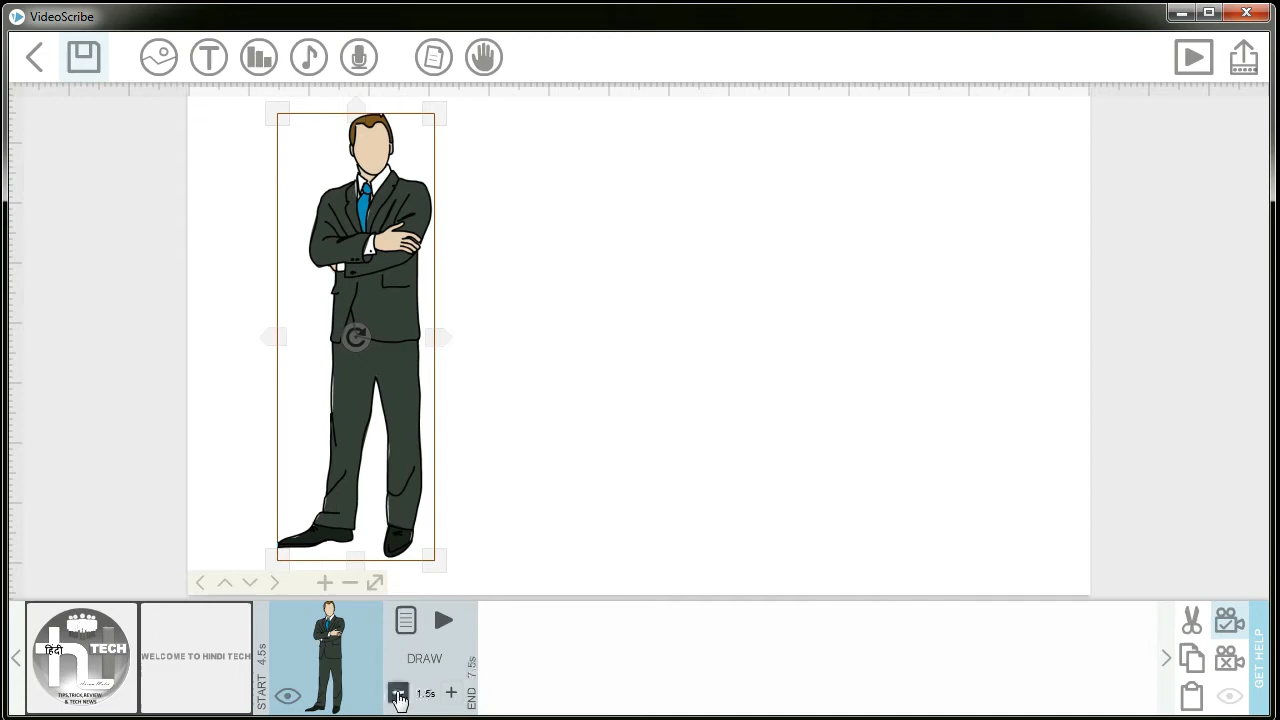 VideoScribe
हिंदी
TECH
TIPS,TRICK,REVIEW
& TECH NEWS
WELCOME TO HINDI TECH
START 4.5s
DRAW
1.5s
END 7.5s
GET HELP